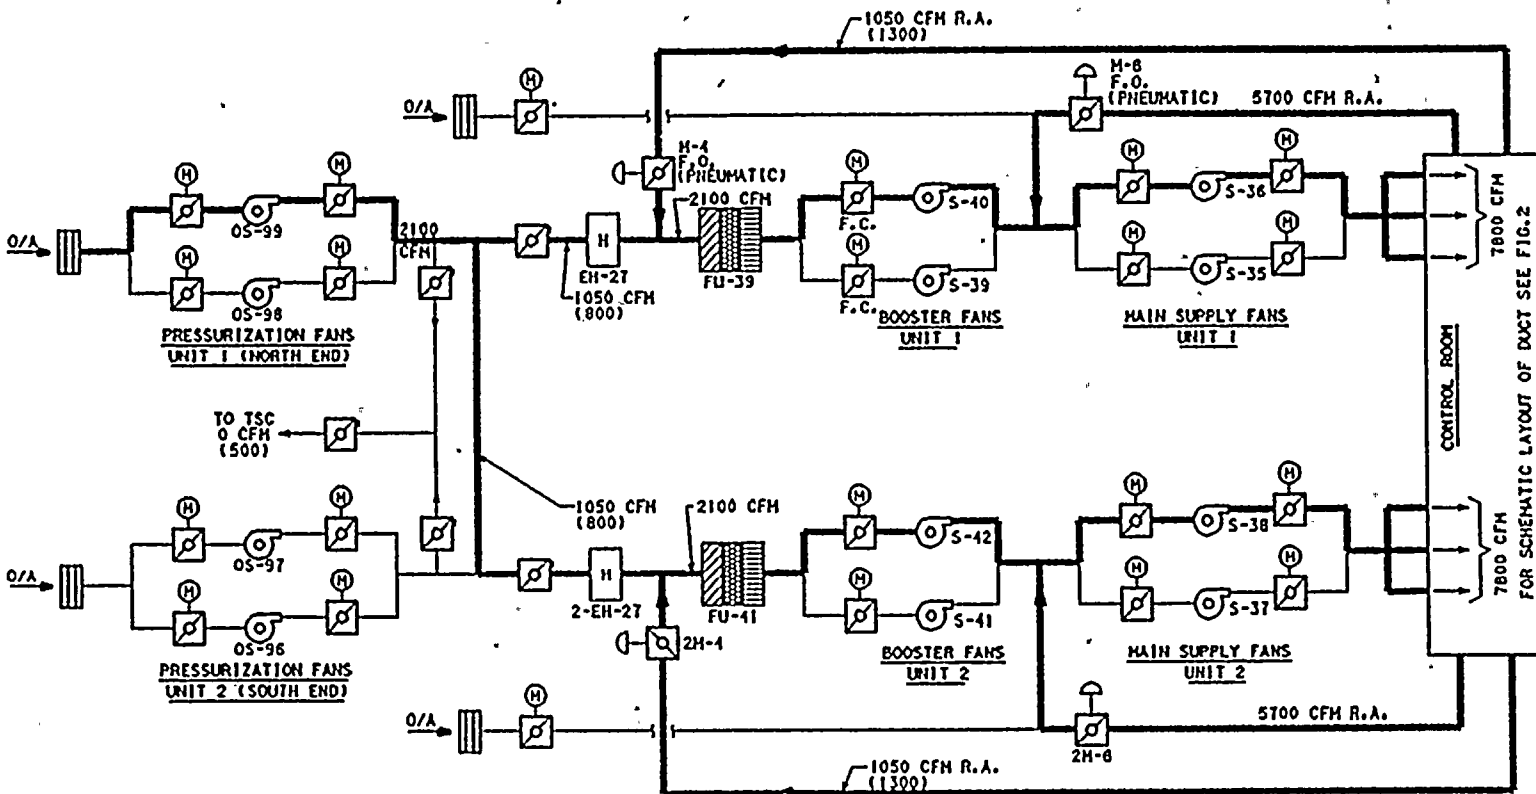 1050 CFM R.A.
(1300)
O/A
M
M-6
F.O.
(PNEUMATIC)
5700 CFM R.A.
M-4
F.O.
(PNEUMATIC)
2100 CFM
M
M
O/A
OS-99
M
M
OS-98
PRESSURIZATION FANS
UNIT 1 (NORTH END)
2100
CFM
H
EH-27
1050 CFM
(800)
FU-39
M
S-40
F.C.
M
S-39
F.C.
BOOSTER FANS
UNIT 1
M
M
S-36
M
M
S-35
MAIN SUPPLY FANS
UNIT 1
7800 CFM
CONTROL ROOM
FOR SCHEMATIC LAYOUT OF DUCT SEE FIG.2
TO TSC
0 CFM
(500)
1050 CFM
(800)
2100 CFM
M
M
O/A
OS-97
M
M
OS-96
PRESSURIZATION FANS
UNIT 2 (SOUTH END)
H
2-EH-27
FU-41
2M-4
M
S-42
M
S-41
BOOSTER FANS
UNIT 2
M
M
S-38
M
M
S-37
MAIN SUPPLY FANS
UNIT 2
7800 CFM
O/A
M
2M-6
5700 CFM R.A.
1050 CFM R.A.
(1300)